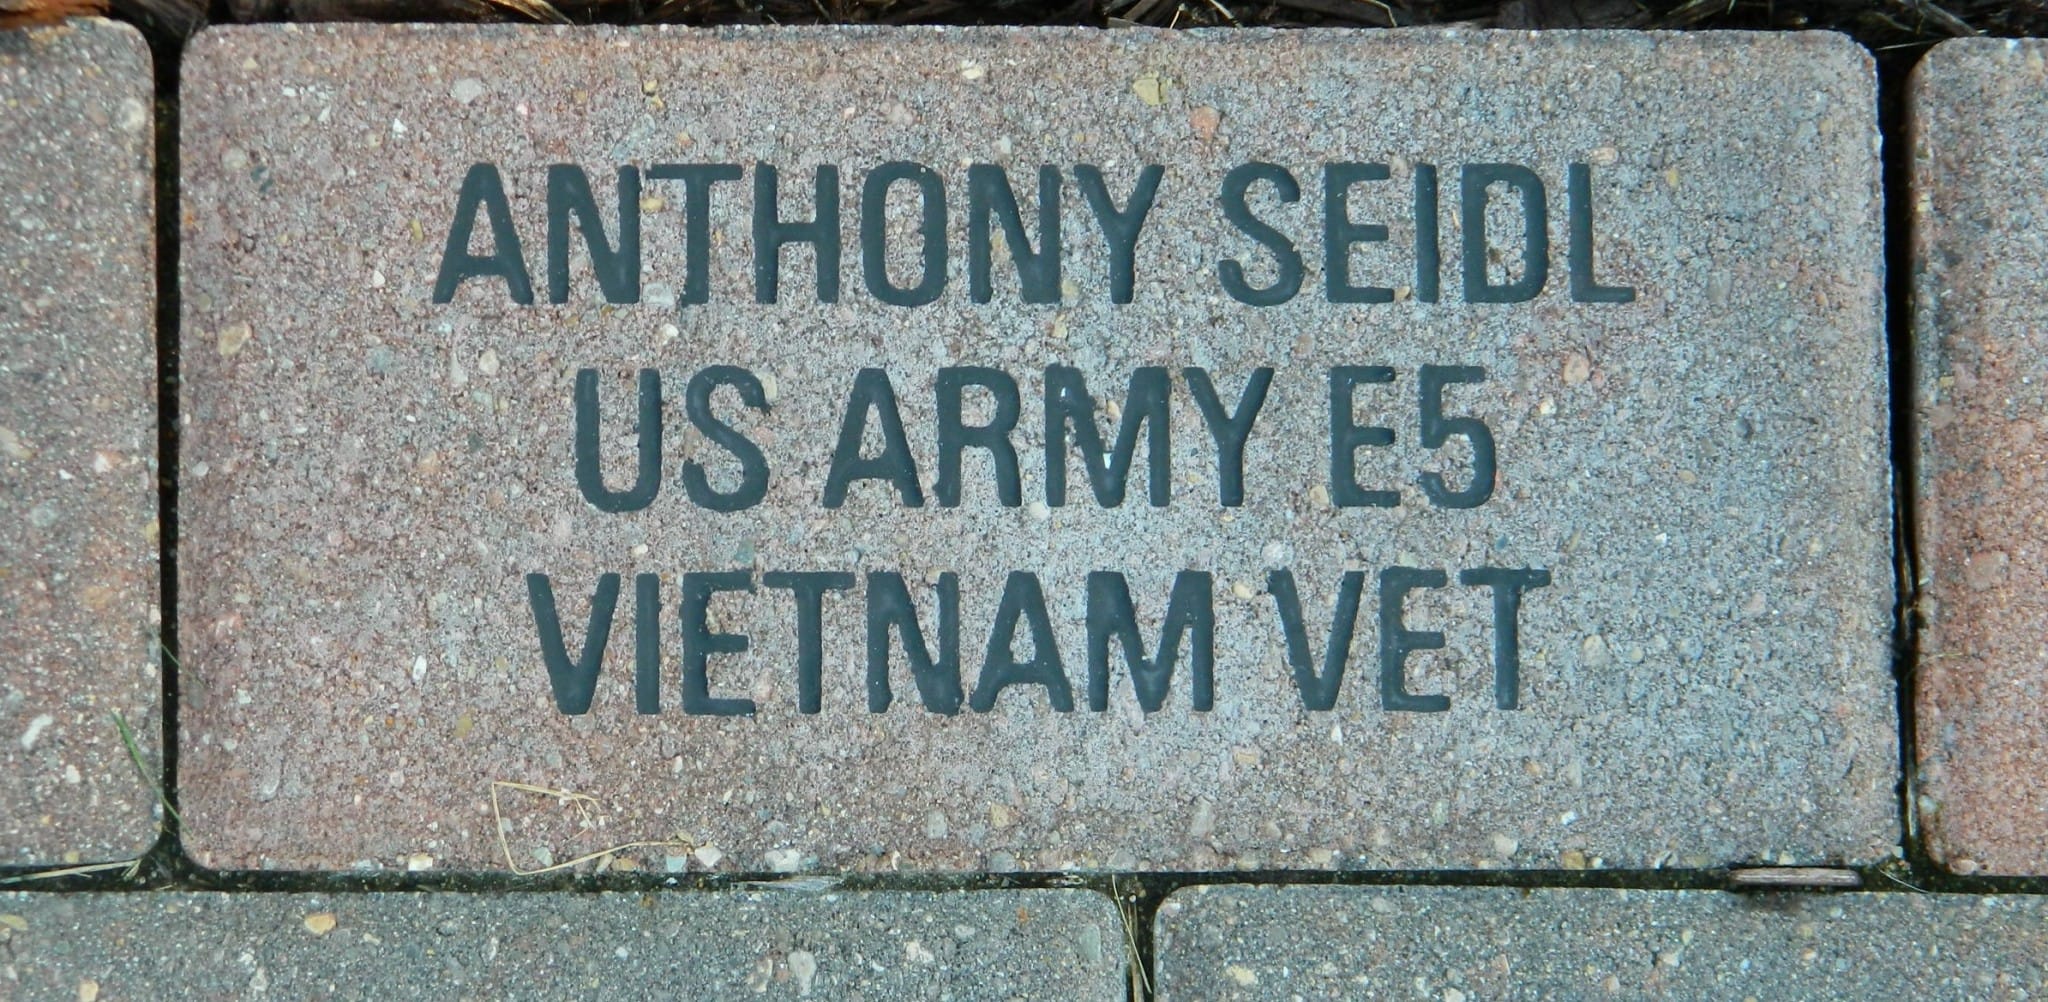 ANTHONY SEIDL
US ARMY E5
VIETNAM VET